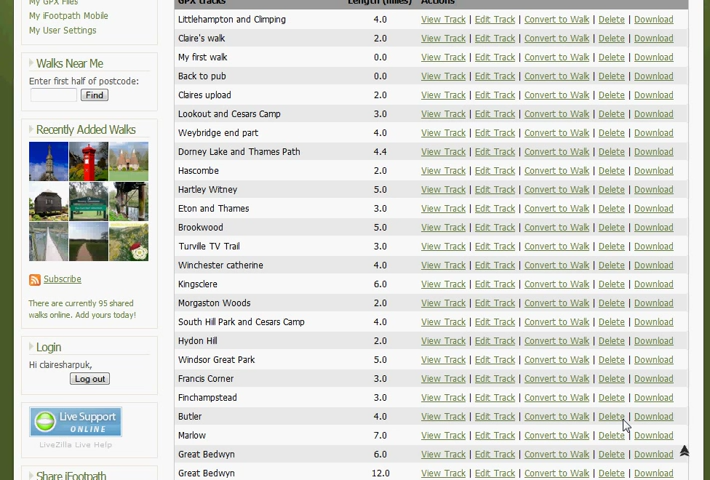 My GPX Files
My iFootpath Mobile
My User Settings
Walks Near Me
Enter first half of postcode:
Find
Recently Added Walks
Subscribe
There are currently 95 shared
walks online. Add yours today!
Login
Hi clairesharpuk,
Log out
Live Support
ONLINE
LiveZilla Live Help
Share iFootpath
GPX tracks Length (miles) Actions
Littlehampton and Climping 4.0 View Track | Edit Track | Convert to Walk | Delete | Download
Claire's walk 2.0 View Track | Edit Track | Convert to Walk | Delete | Download
My first walk 0.0 View Track | Edit Track | Convert to Walk | Delete | Download
Back to pub 0.0 View Track | Edit Track | Convert to Walk | Delete | Download
Claires upload 2.0 View Track | Edit Track | Convert to Walk | Delete | Download
Lookout and Cesars Camp 3.0 View Track | Edit Track | Convert to Walk | Delete | Download
Weybridge end part 4.0 View Track | Edit Track | Convert to Walk | Delete | Download
Dorney Lake and Thames Path 4.4 View Track | Edit Track | Convert to Walk | Delete | Download
Hascombe 2.0 View Track | Edit Track | Convert to Walk | Delete | Download
Hartley Witney 5.0 View Track | Edit Track | Convert to Walk | Delete | Download
Eton and Thames 3.0 View Track | Edit Track | Convert to Walk | Delete | Download
Brookwood 5.0 View Track | Edit Track | Convert to Walk | Delete | Download
Turville TV Trail 3.0 View Track | Edit Track | Convert to Walk | Delete | Download
Winchester catherine 4.0 View Track | Edit Track | Convert to Walk | Delete | Download
Kingsclere 6.0 View Track | Edit Track | Convert to Walk | Delete | Download
Morgaston Woods 2.0 View Track | Edit Track | Convert to Walk | Delete | Download
South Hill Park and Cesars Camp 4.0 View Track | Edit Track | Convert to Walk | Delete | Download
Hydon Hill 2.0 View Track | Edit Track | Convert to Walk | Delete | Download
Windsor Great Park 5.0 View Track | Edit Track | Convert to Walk | Delete | Download
Francis Corner 3.0 View Track | Edit Track | Convert to Walk | Delete | Download
Finchampstead 3.0 View Track | Edit Track | Convert to Walk | Delete | Download
Butler 4.0 View Track | Edit Track | Convert to Walk | Delete | Download
Marlow 7.0 View Track | Edit Track | Convert to Walk | Delete | Download
Great Bedwyn 6.0 View Track | Edit Track | Convert to Walk | Delete | Download
Great Bedwyn 12.0 View Track | Edit Track | Convert to Walk | Delete | Download